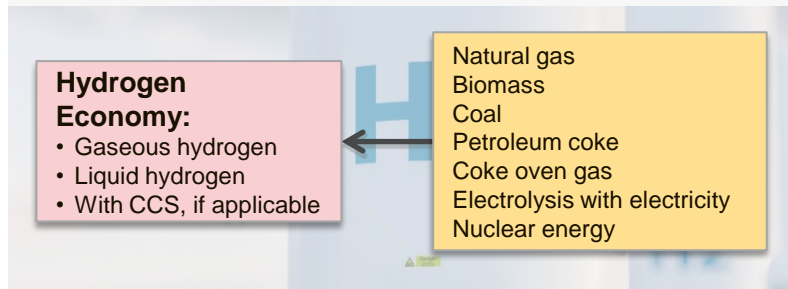 Hydrogen
Economy:
• Gaseous hydrogen
• Liquid hydrogen
• With CCS, if applicable
Natural gas
Biomass
Coal
Petroleum coke
Coke oven gas
Electrolysis with electricity
Nuclear energy
H